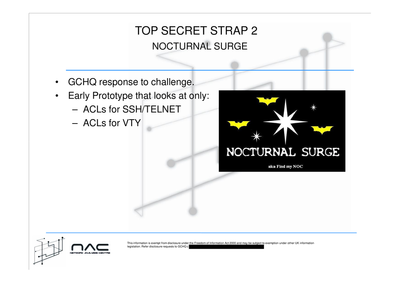 TOP SECRET STRAP 2
NOCTURNAL SURGE
• GCHQ response to challenge.
• Early Prototype that looks at only:
– ACLs for SSH/TELNET
– ACLs for VTY
NOCTURNAL SURGE
aka Find my NOC
NAC
NETWORK ANALYSIS CENTRE
This information is exempt from disclosure under the Freedom of Information Act 2000 and may be subject to exemption under other UK information
legislation. Refer disclosure requests to GCHQ